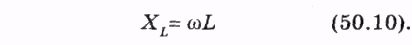 X_L = ωL (50.10).